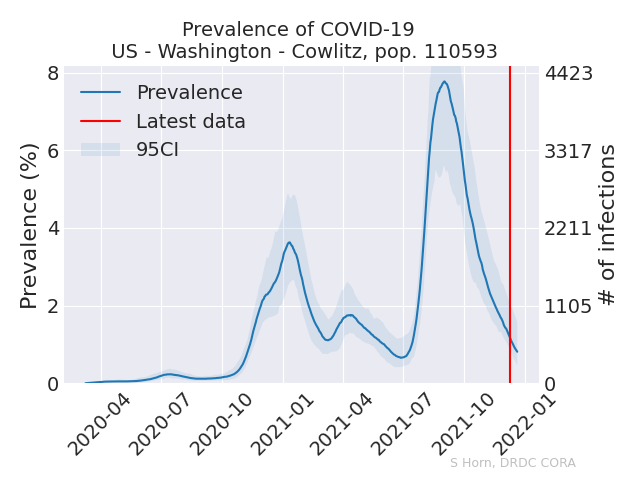 Prevalence of COVID-19
US - Washington - Cowlitz, pop. 110593
Prevalence
Latest data
95CI
Prevalence (%)
8
6
4
2
0
4423
3317
2211
1105
0
# of infections
2020-04
2020-07
2020-10
2021-01
2021-04
2021-07
2021-10
2022-01
S Horn, DRDC CORA